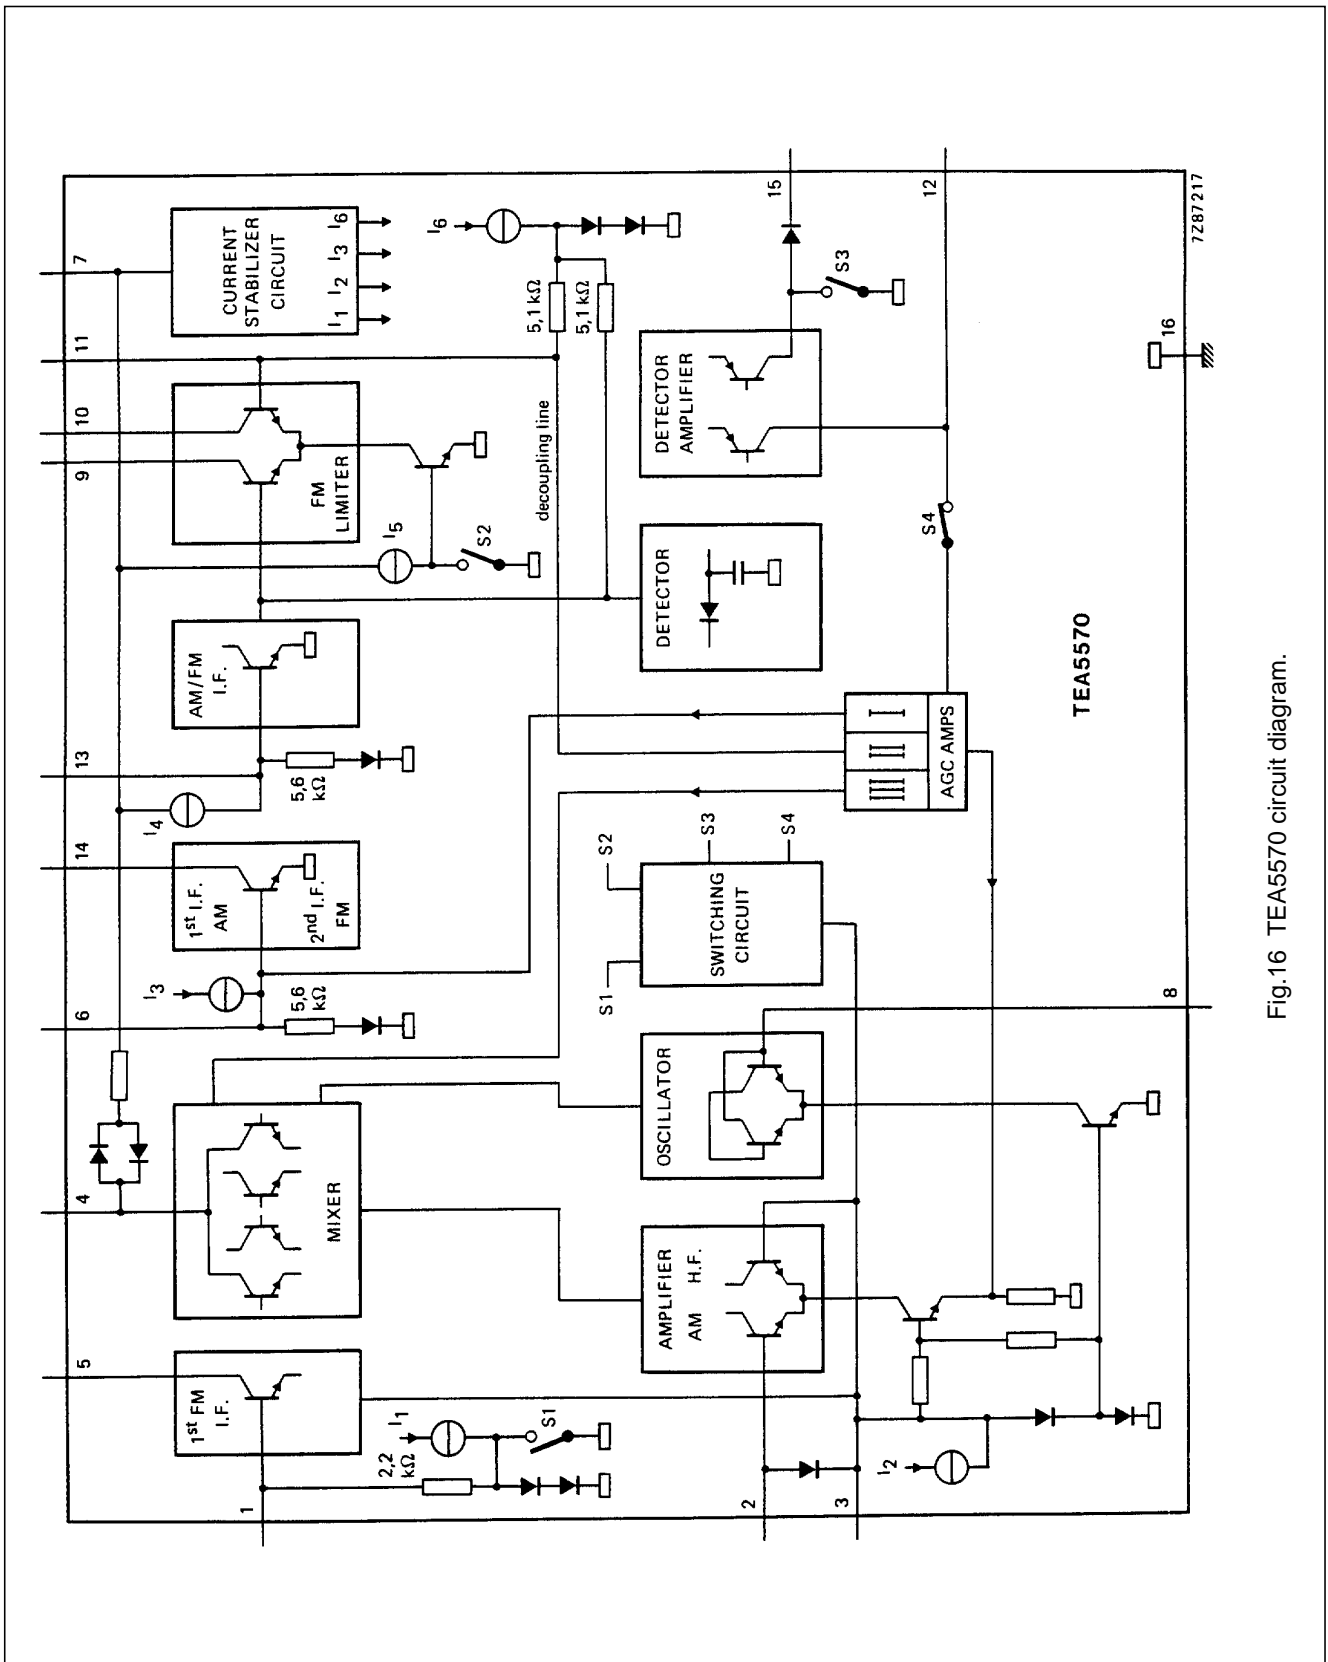 1
2
3
5
1st FM
I.F.
2,2
kΩ
I1
S1
I2
4
MIXER
AMPLIFIER
AM H.F.
OSCILLATOR
8
6
I3
5,6
kΩ
14
1st I.F.
AM
2nd I.F.
FM
S1
S2
SWITCHING
CIRCUIT
S3
S4
I4
13
5,6
kΩ
AM/FM
I.F.
III
II
I
AGC AMPS
TEA5570
9
10
FM
LIMITER
I5
S2
decoupling line
DETECTOR
S4
DETECTOR
AMPLIFIER
11
7
CURRENT
STABILIZER
CIRCUIT
I1 I2 I3 I6
5,1 kΩ
5,1 kΩ
I6
S3
15
12
16
7Z87217
Fig.16 TEA5570 circuit diagram.